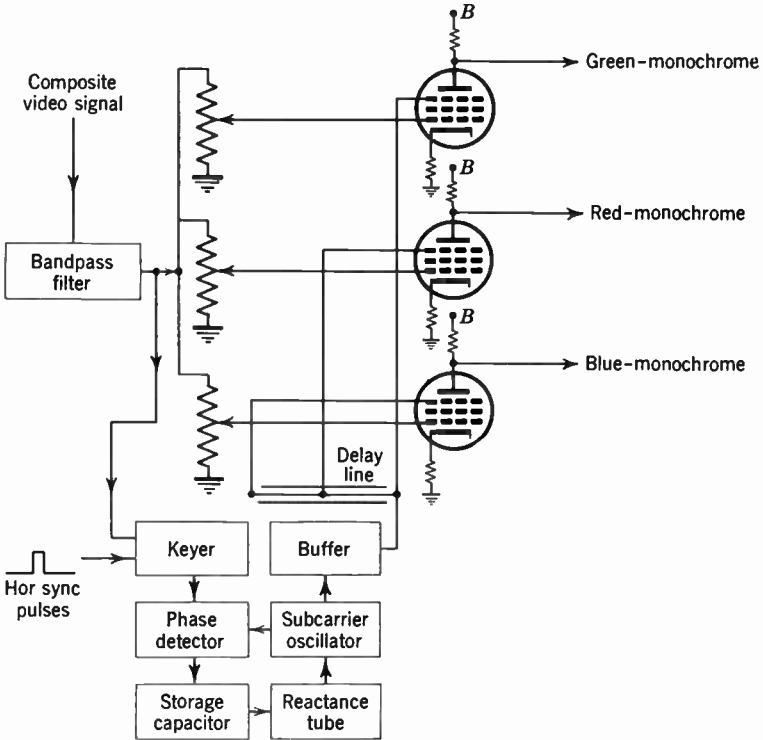 B
Green-monochrome
Composite
video signal
B
Red-monochrome
Bandpass
filter
B
Blue-monochrome
Delay
line
Keyer
Buffer
Hor sync
pulses
Phase
detector
Subcarrier
oscillator
Storage
capacitor
Reactance
tube